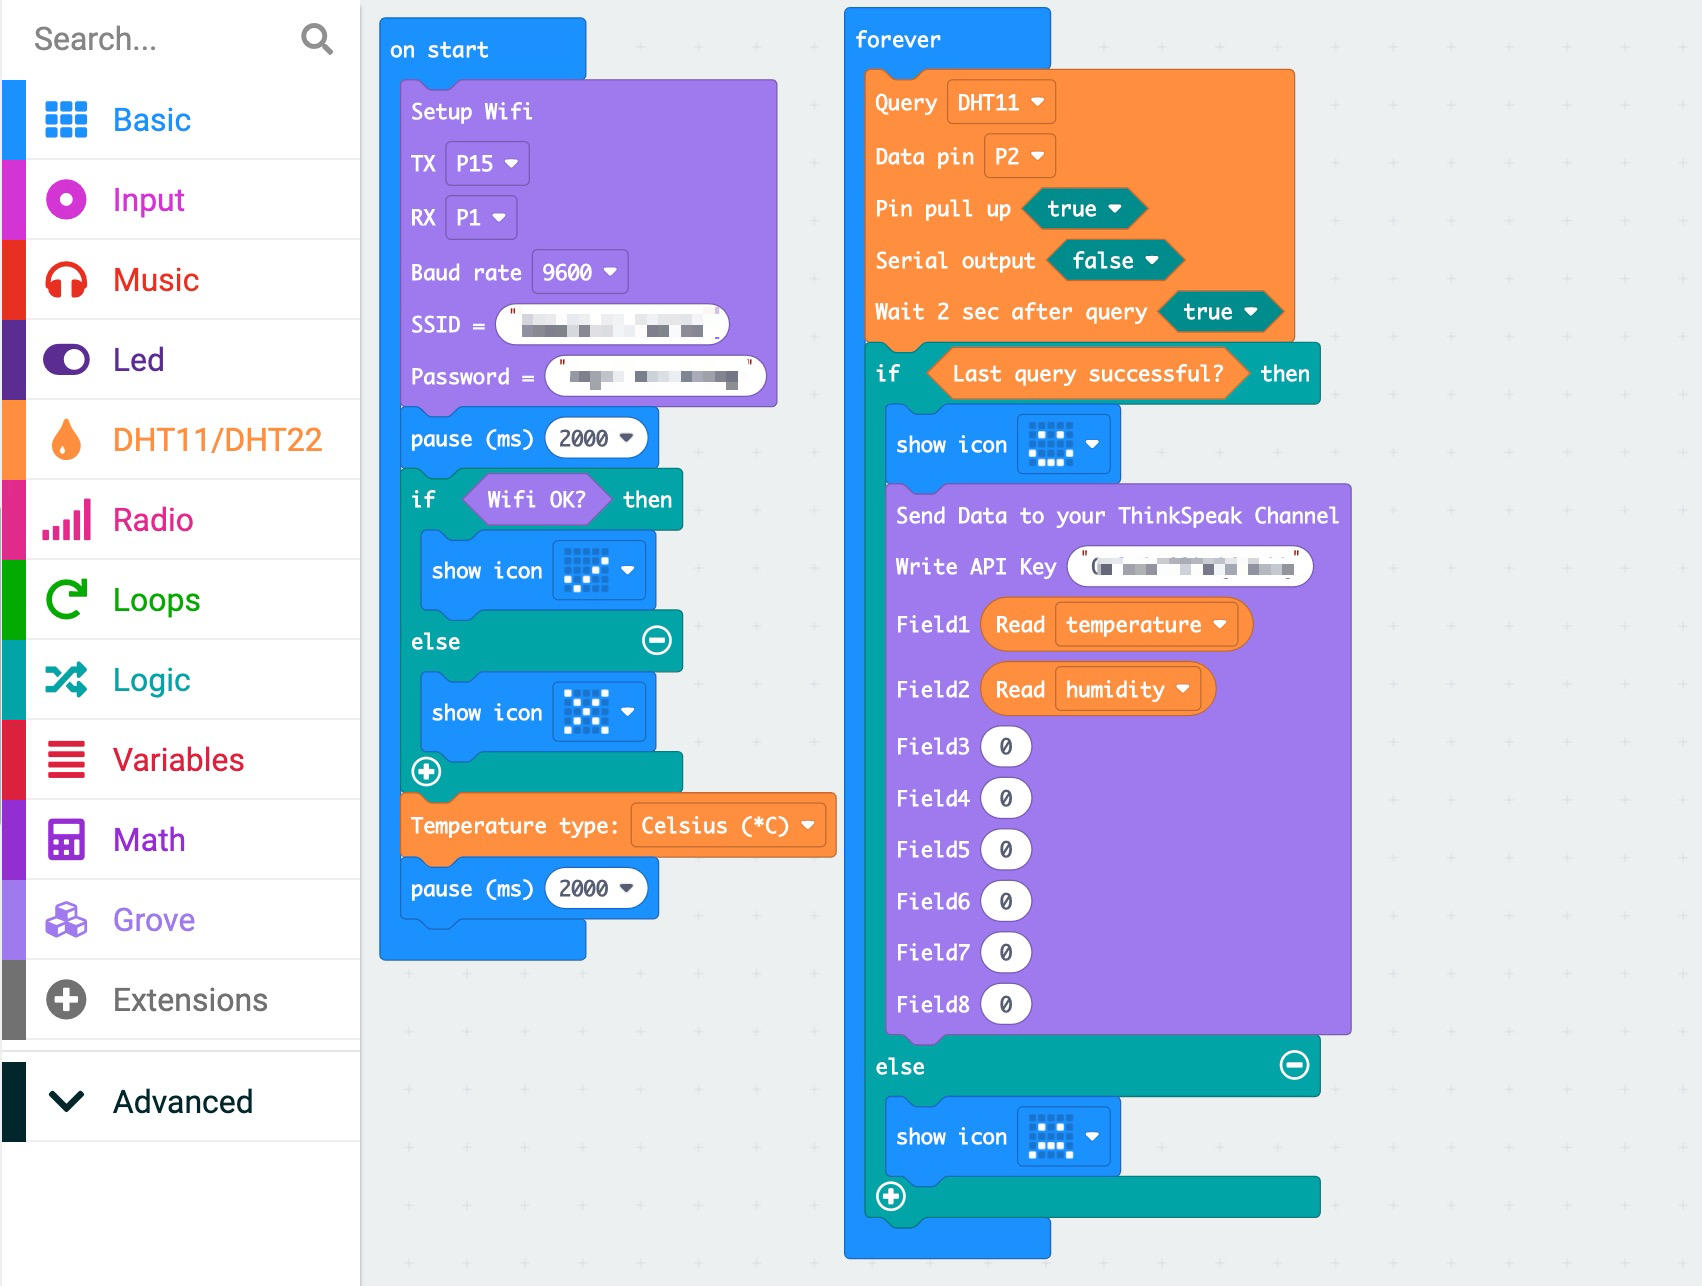 Search...
Basic
Input
Music
Led
DHT11/DHT22
Radio
Loops
Logic
Variables
Math
Grove
Extensions
Advanced
on start
Setup Wifi
TX P15
RX P1
Baud rate 9600
SSID = "
Password = " "
pause (ms) 2000
if Wifi OK? then
show icon
else
show icon
Temperature type: Celsius (*C)
pause (ms) 2000
forever
Query DHT11
Data pin P2
Pin pull up true
Serial output false
Wait 2 sec after query true
if Last query successful? then
show icon
Send Data to your ThinkSpeak Channel
Write API Key " "
Field1 Read temperature
Field2 Read humidity
Field3 0
Field4 0
Field5 0
Field6 0
Field7 0
Field8 0
else
show icon